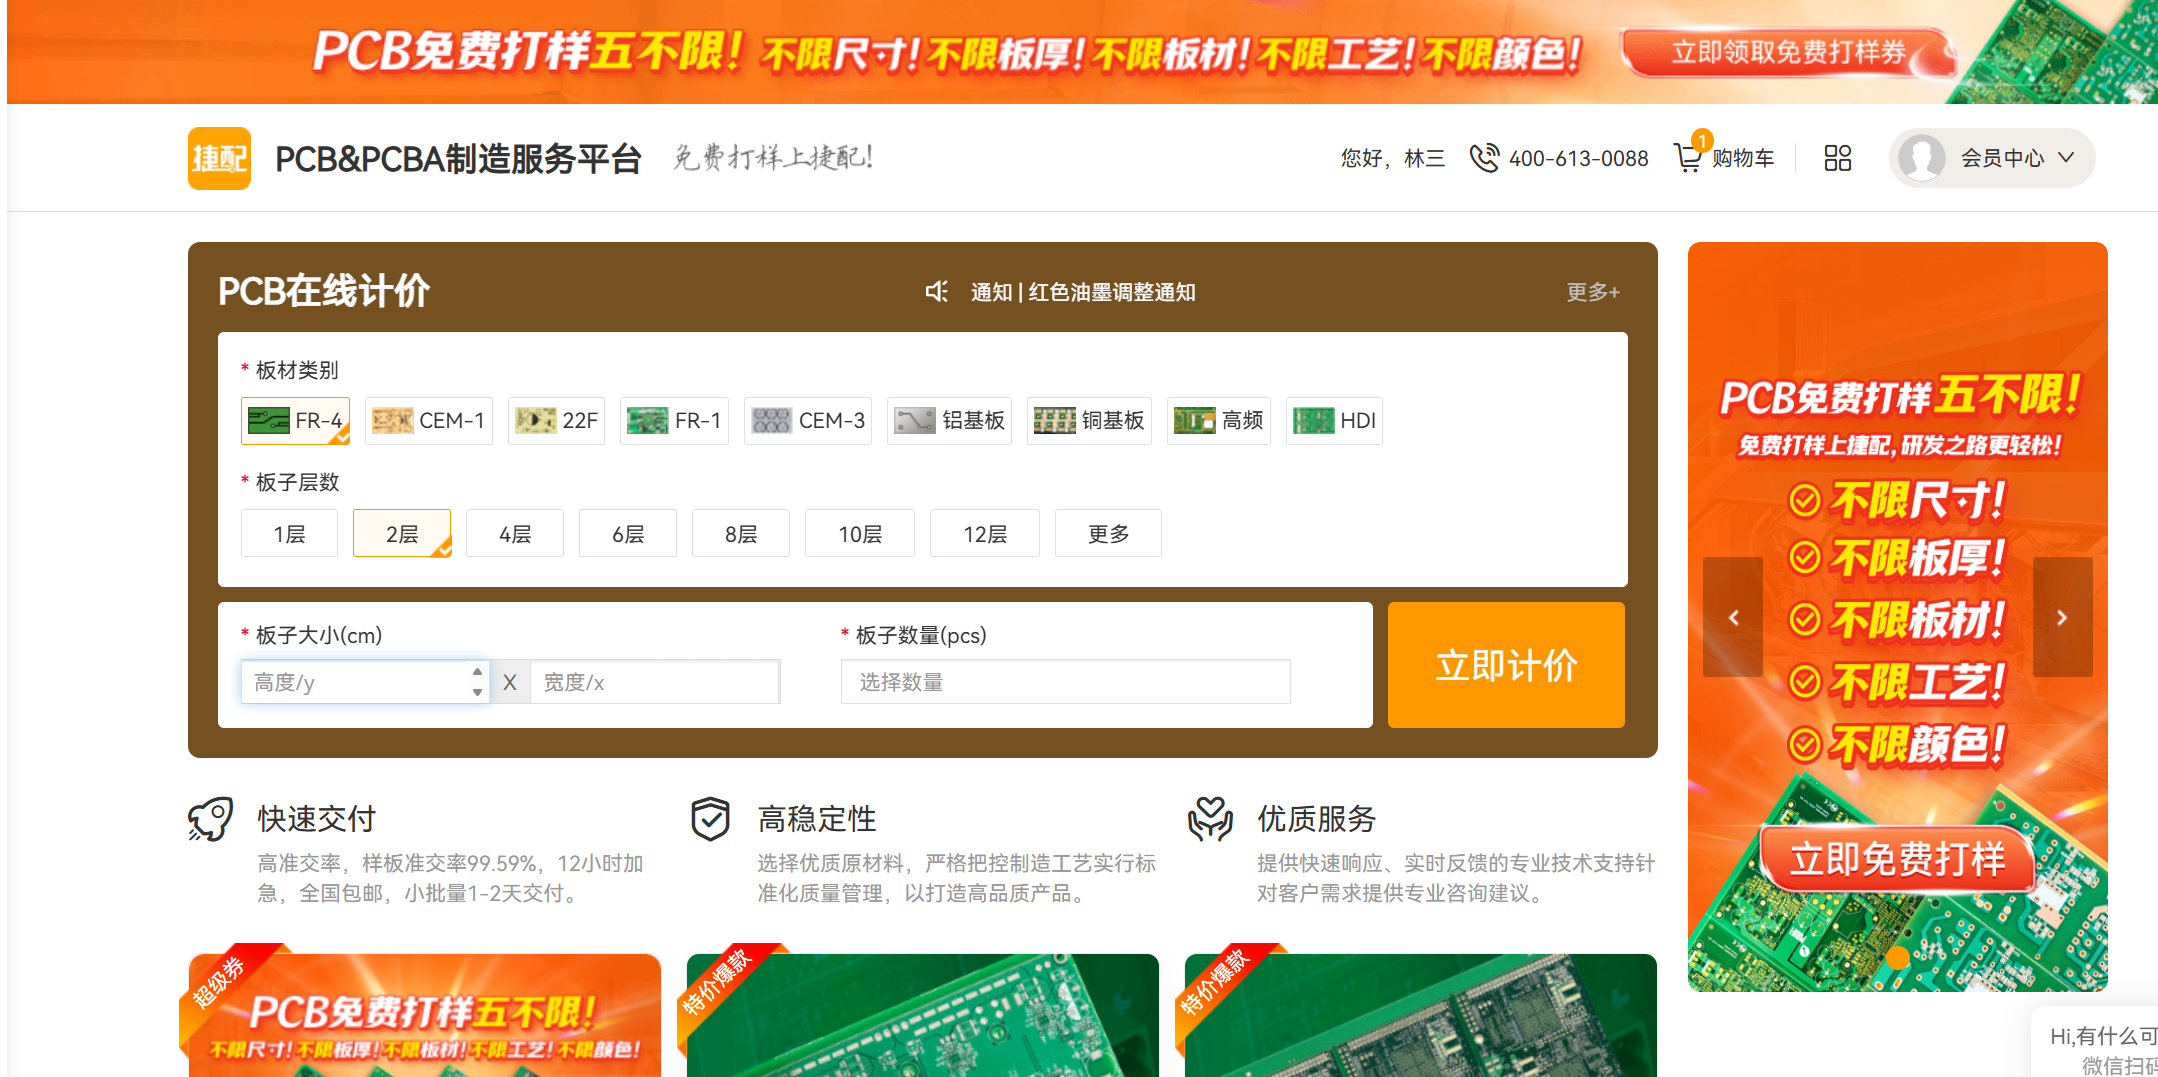 PCB免费打样五不限! 不限尺寸! 不限板厚! 不限板材! 不限工艺! 不限颜色! 立即领取免费打样券
捷配 PCB&PCBA制造服务平台 免费打样上捷配! 您好，林三 400-613-0088 1 购物车 会员中心
PCB在线计价 通知 | 红色油墨调整通知 更多+
* 板材类别
FR-4 CEM-1 22F FR-1 CEM-3 铝基板 铜基板 高频 HDI
* 板子层数
1层 2层 4层 6层 8层 10层 12层 更多
* 板子大小(cm) * 板子数量(pcs)
高度/y X 宽度/x 选择数量
立即计价
PCB免费打样五不限!
免费打样上捷配,研发之路更轻松!
不限尺寸!
不限板厚!
不限板材!
不限工艺!
不限颜色!
立即免费打样
快速交付
高准交率，样板准交率99.59%，12小时加
急，全国包邮，小批量1-2天交付。
高稳定性
选择优质原材料，严格把控制造工艺实行标
准化质量管理，以打造高品质产品。
优质服务
提供快速响应、实时反馈的专业技术支持针
对客户需求提供专业咨询建议。
超级券
PCB免费打样五不限!
不限尺寸! 不限板厚! 不限板材! 不限工艺! 不限颜色!
特价爆款
特价爆款
Hi,有什么可
微信扫码